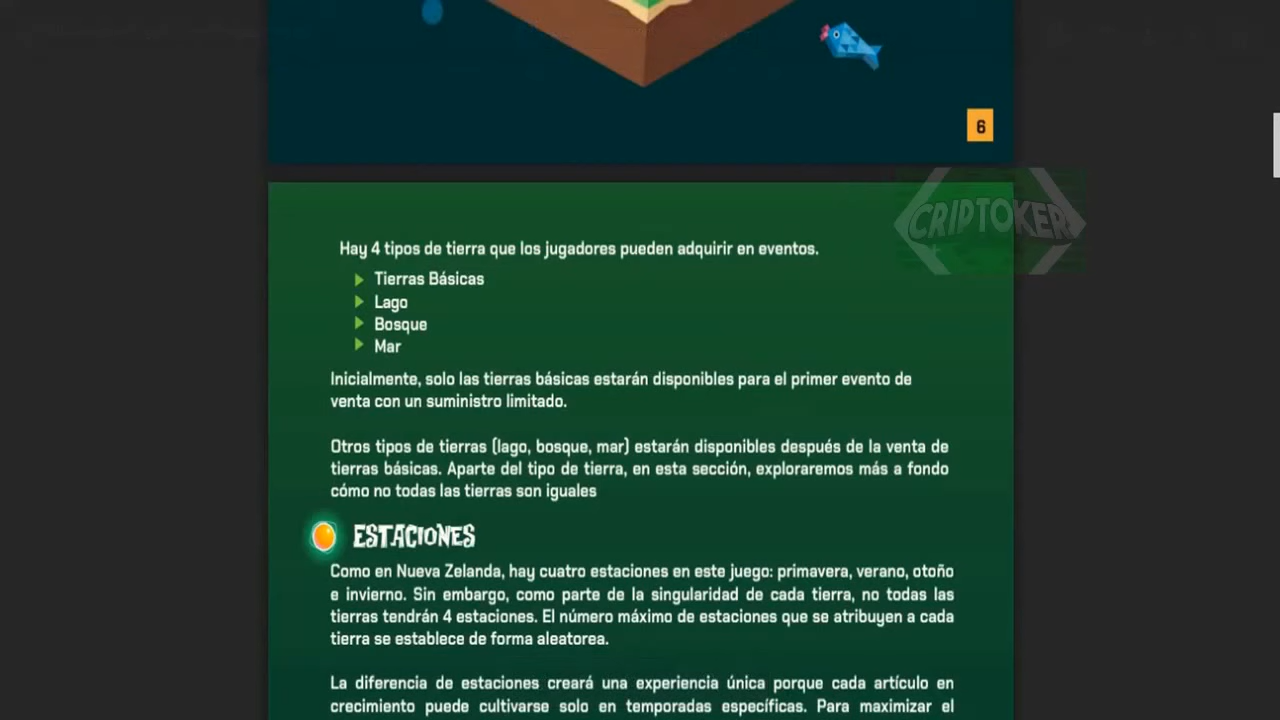 6
CRIPTOKER
Hay 4 tipos de tierra que los jugadores pueden adquirir en eventos.
Tierras Básicas
Lago
Bosque
Mar
Inicialmente, solo las tierras básicas estarán disponibles para el primer evento de
venta con un suministro limitado.
Otros tipos de tierras (lago, bosque, mar) estarán disponibles después de la venta de
tierras básicas. Aparte del tipo de tierra, en esta sección, exploraremos más a fondo
cómo no todas las tierras son iguales
ESTACIONES
Como en Nueva Zelanda, hay cuatro estaciones en este juego: primavera, verano, otoño
e invierno. Sin embargo, como parte de la singularidad de cada tierra, no todas las
tierras tendrán 4 estaciones. El número máximo de estaciones que se atribuyen a cada
tierra se establece de forma aleatorea.
La diferencia de estaciones creará una experiencia única porque cada artículo en
crecimiento puede cultivarse solo en temporadas específicas. Para maximizar el